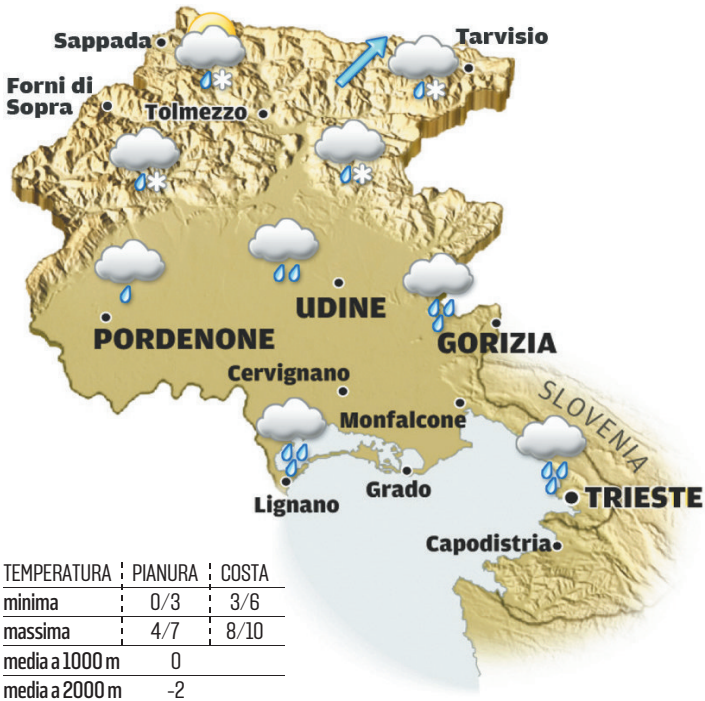 Sappada
Tarvisio
Forni di
Sopra
Tolmezzo
UDINE
PORDENONE
GORIZIA
Cervignano
SLOVENIA
Monfalcone
Grado
Lignano
TRIESTE
Capodistria
TEMPERATURA PIANURA COSTA
minima 0/3 3/6
massima 4/7 8/10
media a 1000 m 0
media a 2000 m -2